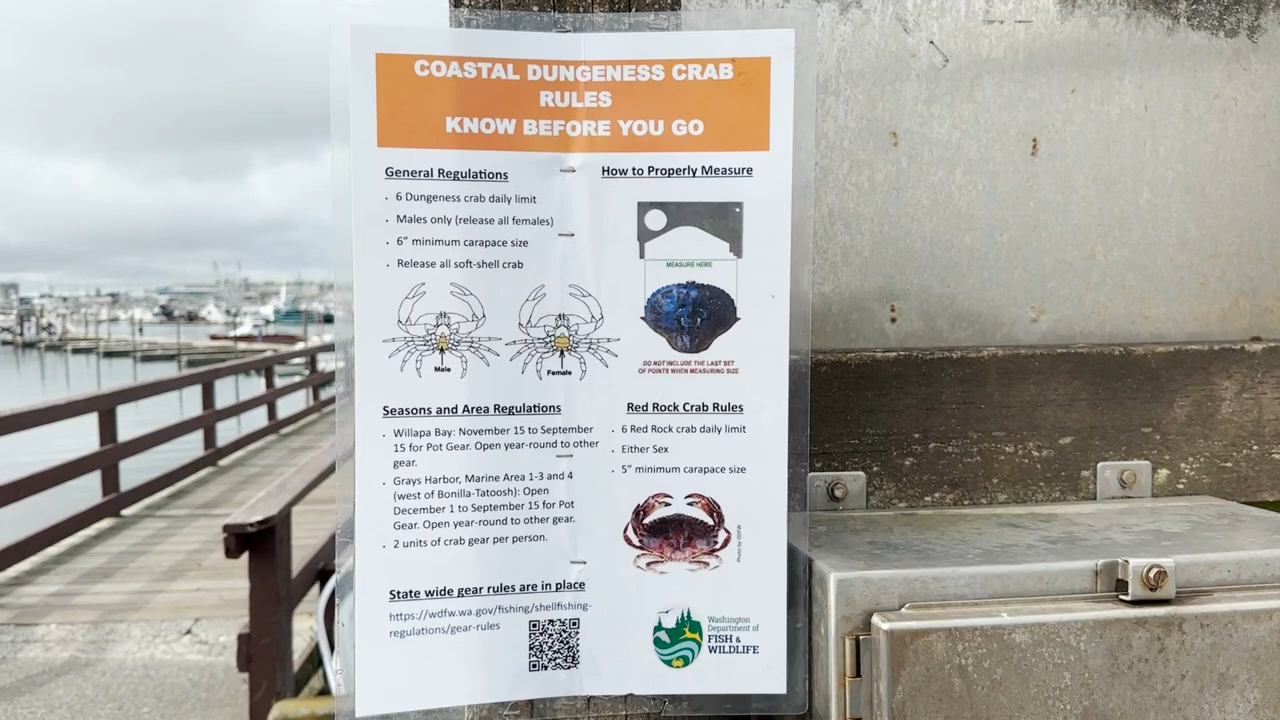 COASTAL DUNGENESS CRAB
RULES
KNOW BEFORE YOU GO
General Regulations
· 6 Dungeness crab daily limit
· Males only (release all females)
· 6” minimum carapace size
· Release all soft-shell crab
Male
Female
How to Properly Measure
MEASURE HERE
DO NOT INCLUDE THE LAST SET
OF POINTS WHEN MEASURING SIZE
Seasons and Area Regulations
· Willapa Bay: November 15 to September
15 for Pot Gear. Open year-round to other
gear.
· Grays Harbor, Marine Area 1-3 and 4
(west of Bonilla-Tatoosh): Open
December 1 to September 15 for Pot
Gear. Open year-round to other gear.
· 2 units of crab gear per person.
Red Rock Crab Rules
· 6 Red Rock crab daily limit
· Either Sex
· 5” minimum carapace size
Photo by ODFW
State wide gear rules are in place
https://wdfw.wa.gov/fishing/shellfishing-
regulations/gear-rules
Washington
Department of
FISH &
WILDLIFE